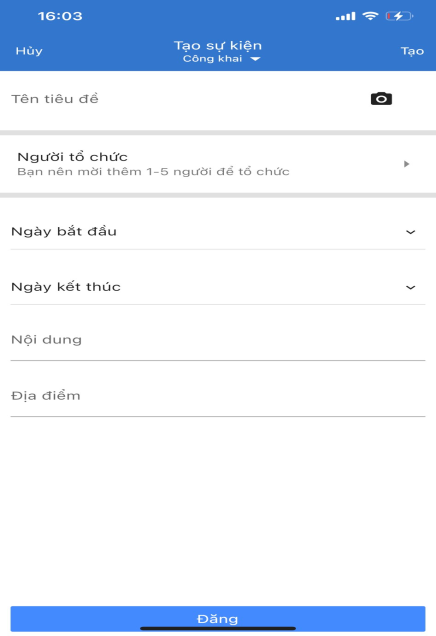 16:03
Hủy
Tạo sự kiện
Tạo
Công khai
Tên tiêu đề
Người tổ chức
Bạn nên mời thêm 1-5 người để tổ chức
Ngày bắt đầu
Ngày kết thúc
Nội dung
Địa điểm
Đăng